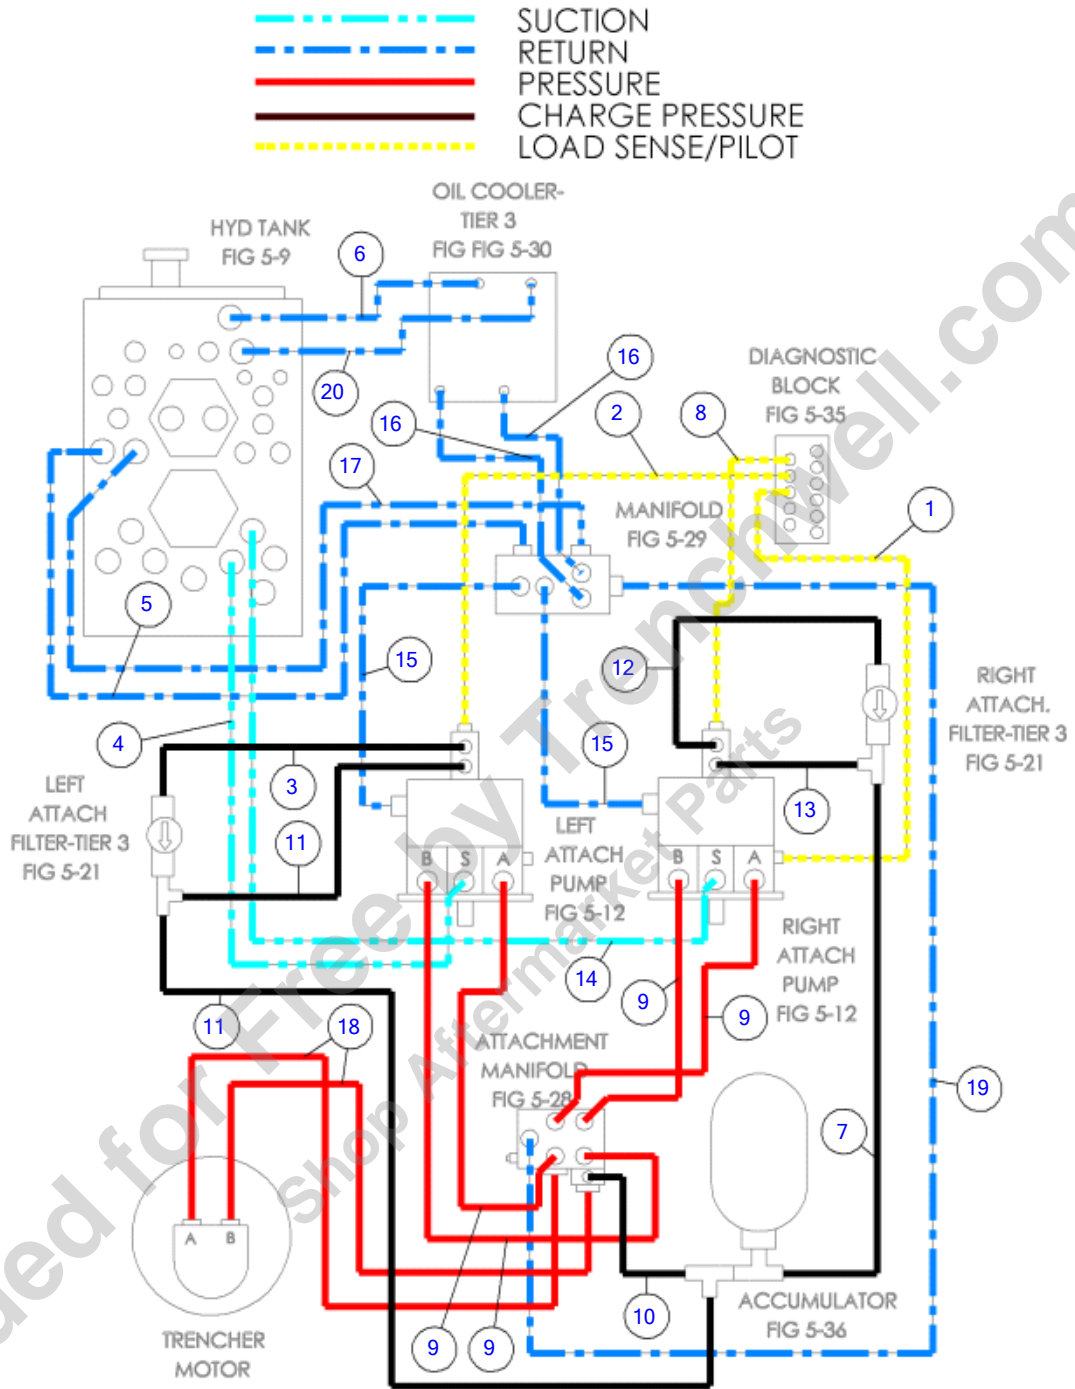 SUCTION
RETURN
PRESSURE
CHARGE PRESSURE
LOAD SENSE/PILOT
OIL COOLER-
TIER 3
FIG FIG 5-30
HYD TANK
FIG 5-9
6
20
16
16
2
8
DIAGNOSTIC
BLOCK
FIG 5-35
17
MANIFOLD
FIG 5-29
1
5
15
12
RIGHT
ATTACH.
FILTER-TIER 3
FIG 5-21
4
3
15
13
LEFT
ATTACH
FILTER-TIER 3
FIG 5-21
11
LEFT
ATTACH
PUMP
FIG 5-12
B S A
B S A
RIGHT
ATTACH
PUMP
FIG 5-12
14
9
9
11
18
ATTACHMENT
MANIFOLD
FIG 5-28
19
7
A B
10
ACCUMULATOR
FIG 5-36
TRENCHER
MOTOR
9
9
ded for Free by Trenchwell.com
Shop Aftermarket Parts